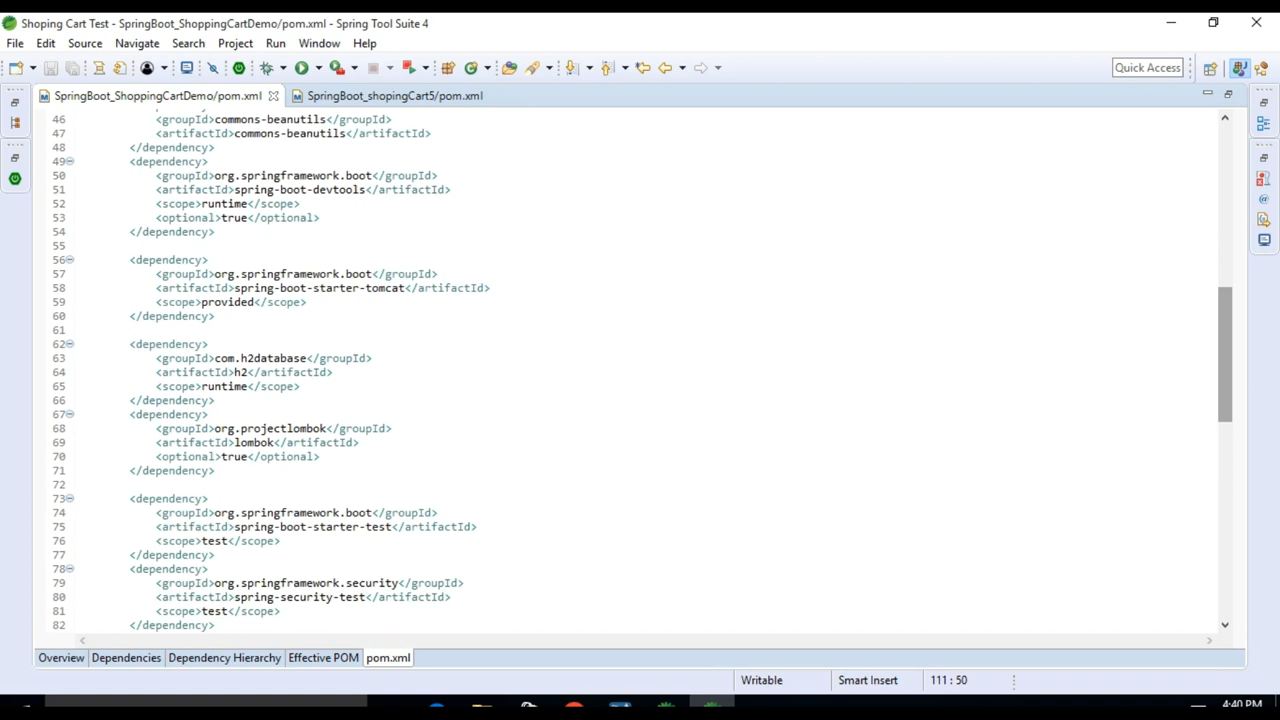 Shoping Cart Test - SpringBoot_ShoppingCartDemo/pom.xml - Spring Tool Suite 4
File Edit Source Navigate Search Project Run Window Help
Quick Access
SpringBoot_ShoppingCartDemo/pom.xml SpringBoot_shopingCart5/pom.xml
46 <groupId>commons-beanutils</groupId>
47 <artifactId>commons-beanutils</artifactId>
48 </dependency>
49 <dependency>
50 <groupId>org.springframework.boot</groupId>
51 <artifactId>spring-boot-devtools</artifactId>
52 <scope>runtime</scope>
53 <optional>true</optional>
54 </dependency>
55
56 <dependency>
57 <groupId>org.springframework.boot</groupId>
58 <artifactId>spring-boot-starter-tomcat</artifactId>
59 <scope>provided</scope>
60 </dependency>
61
62 <dependency>
63 <groupId>com.h2database</groupId>
64 <artifactId>h2</artifactId>
65 <scope>runtime</scope>
66 </dependency>
67 <dependency>
68 <groupId>org.projectlombok</groupId>
69 <artifactId>lombok</artifactId>
70 <optional>true</optional>
71 </dependency>
72
73 <dependency>
74 <groupId>org.springframework.boot</groupId>
75 <artifactId>spring-boot-starter-test</artifactId>
76 <scope>test</scope>
77 </dependency>
78 <dependency>
79 <groupId>org.springframework.security</groupId>
80 <artifactId>spring-security-test</artifactId>
81 <scope>test</scope>
82 </dependency>
Overview Dependencies Dependency Hierarchy Effective POM pom.xml
Writable Smart Insert 111 : 50
4:40 PM